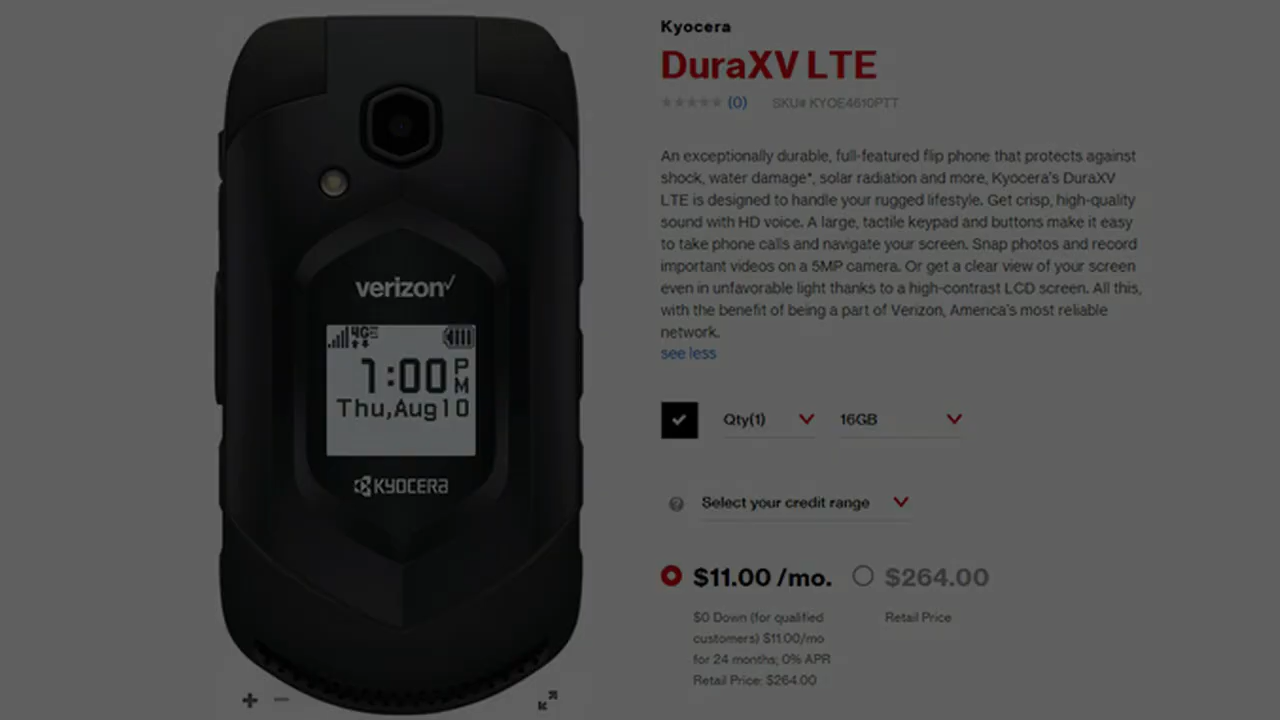 Kyocera
DuraXV LTE
(0) SKU# KYOE4610PTT
An exceptionally durable, full-featured flip phone that protects against
shock, water damage*, solar radiation and more, Kyocera's DuraXV
LTE is designed to handle your rugged lifestyle. Get crisp, high-quality
sound with HD voice. A large, tactile keypad and buttons make it easy
to take phone calls and navigate your screen. Snap photos and record
important videos on a 5MP camera. Or get a clear view of your screen
even in unfavorable light thanks to a high-contrast LCD screen. All this,
with the benefit of being a part of Verizon, America's most reliable
network.
see less
Qty(1) 16GB
Select your credit range
$11.00 /mo. $264.00
$0 Down (for qualified
customers) $11.00/mo
for 24 months; 0% APR
Retail Price: $264.00
Retail Price
verizon
4G
1:00 PM
Thu,Aug10
KYOCERA